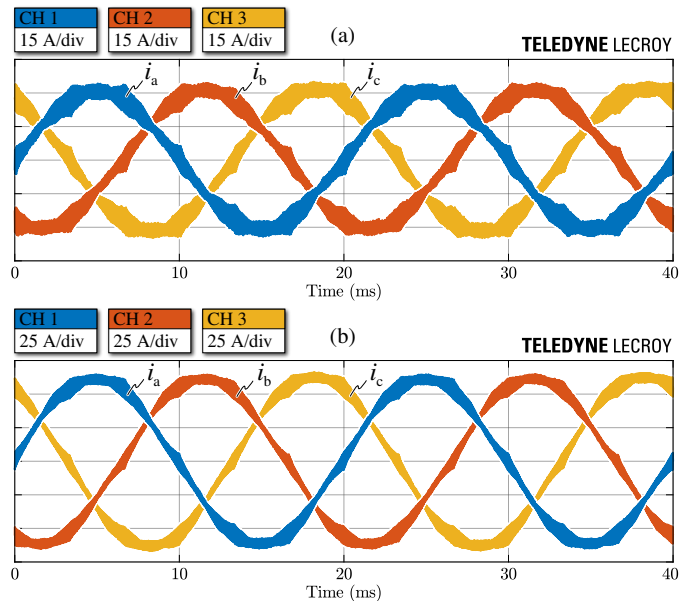 CH 1 CH 2 CH 3 (a)
15 A/div 15 A/div 15 A/div TELEDYNE LECROY
ia ib ic
0 10 20 30 40
Time (ms)
CH 1 CH 2 CH 3 (b)
25 A/div 25 A/div 25 A/div TELEDYNE LECROY
ia ib ic
0 10 20 30 40
Time (ms)